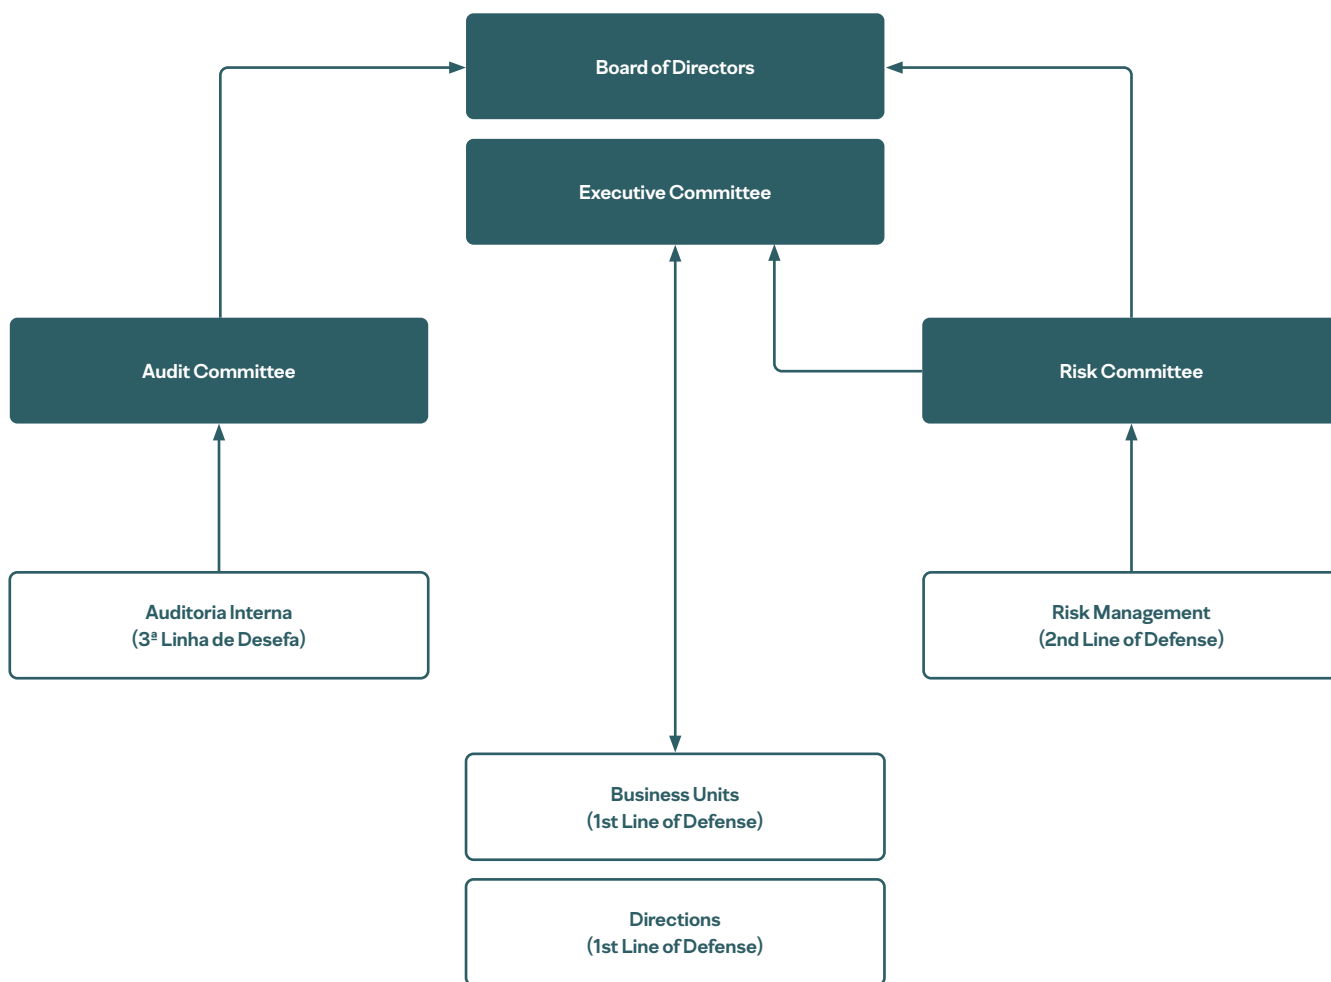 Board of Directors
Executive Committee
Audit Committee
Risk Committee
Auditoria Interna
(3ª Linha de Desefa)
Risk Management
(2nd Line of Defense)
Business Units
(1st Line of Defense)
Directions
(1st Line of Defense)